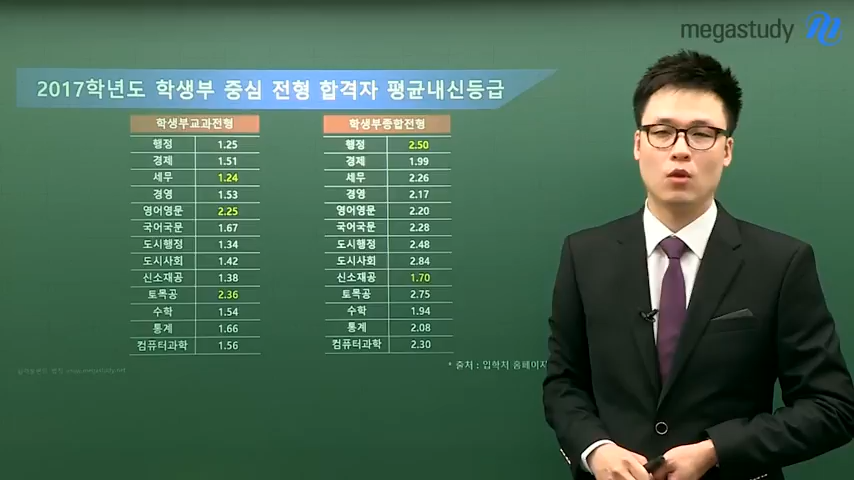 megastudy
2017학년도 학생부 중심 전형 합격자 평균내신등급
학생부교과전형
행정 1.25
경제 1.51
세무 1.24
경영 1.53
영어영문 2.25
국어국문 1.67
도시행정 1.34
도시사회 1.42
신소재공 1.38
토목공 2.36
수학 1.54
통계 1.66
컴퓨터과학 1.56
학생부종합전형
행정 2.50
경제 1.99
세무 2.26
경영 2.17
영어영문 2.20
국어국문 2.28
도시행정 2.48
도시사회 2.84
신소재공 1.70
토목공 2.75
수학 1.94
통계 2.08
컴퓨터과학 2.30
* 출처 : 입학처 홈페이지